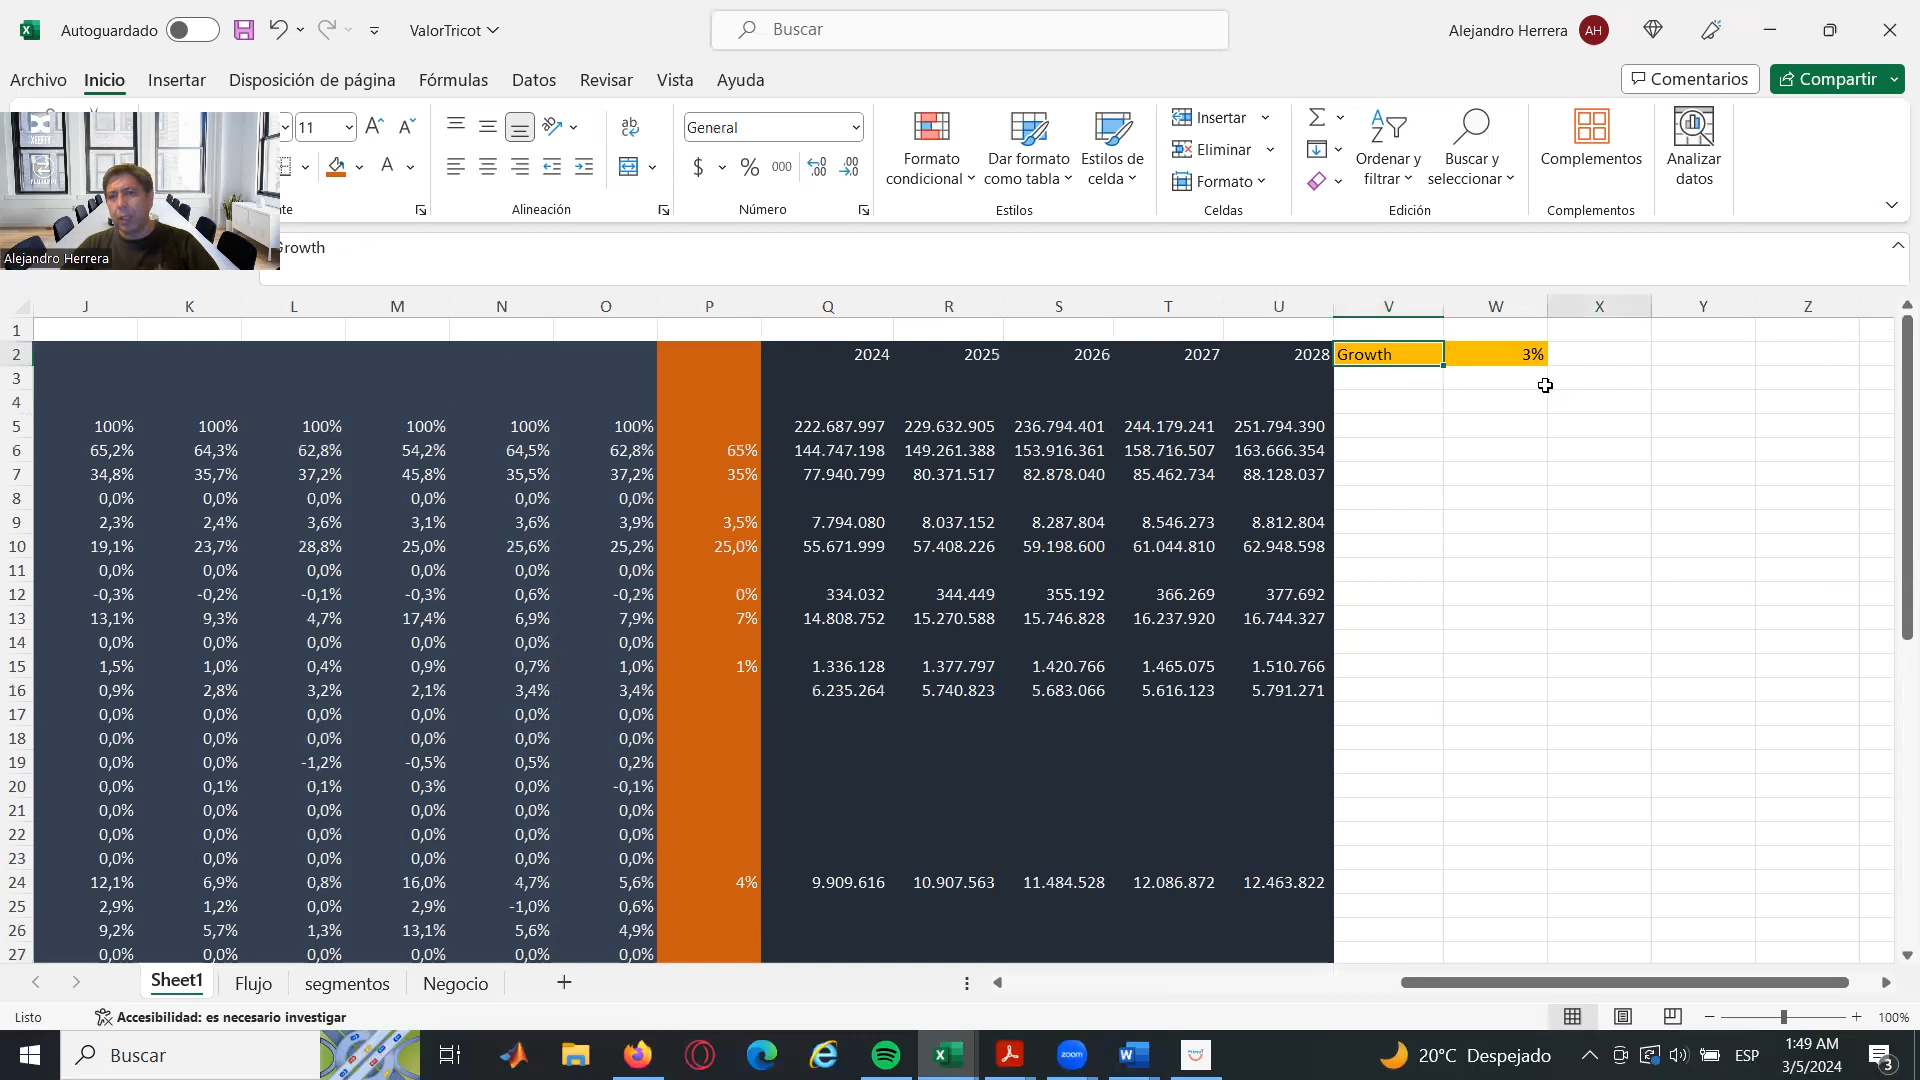 Autoguardado
ValorTricot
Buscar
Alejandro Herrera
AH
Archivo
Inicio
Insertar
Disposición de página
Fórmulas
Datos
Revisar
Vista
Ayuda
Comentarios
Compartir
11
General
$ % 000
Formato condicional
Dar formato como tabla
Estilos de celda
Insertar
Eliminar
Formato
Ordenar y filtrar
Buscar y seleccionar
Complementos
Analizar datos
Alineación
Número
Estilos
Celdas
Edición
Complementos
Alejandro Herrera
Growth
J K L M N O P Q R S T U V W X Y Z
1
2 2024 2025 2026 2027 2028 Growth 3%
3
4
5 100% 100% 100% 100% 100% 100% 222.687.997 229.632.905 236.794.401 244.179.241 251.794.390
6 65,2% 64,3% 62,8% 54,2% 64,5% 62,8% 65% 144.747.198 149.261.388 153.916.361 158.716.507 163.666.354
7 34,8% 35,7% 37,2% 45,8% 35,5% 37,2% 35% 77.940.799 80.371.517 82.878.040 85.462.734 88.128.037
8 0,0% 0,0% 0,0% 0,0% 0,0% 0,0%
9 2,3% 2,4% 3,6% 3,1% 3,6% 3,9% 3,5% 7.794.080 8.037.152 8.287.804 8.546.273 8.812.804
10 19,1% 23,7% 28,8% 25,0% 25,6% 25,2% 25,0% 55.671.999 57.408.226 59.198.600 61.044.810 62.948.598
11 0,0% 0,0% 0,0% 0,0% 0,0% 0,0%
12 -0,3% -0,2% -0,1% -0,3% 0,6% -0,2% 0% 334.032 344.449 355.192 366.269 377.692
13 13,1% 9,3% 4,7% 17,4% 6,9% 7,9% 7% 14.808.752 15.270.588 15.746.828 16.237.920 16.744.327
14 0,0% 0,0% 0,0% 0,0% 0,0% 0,0%
15 1,5% 1,0% 0,4% 0,9% 0,7% 1,0% 1% 1.336.128 1.377.797 1.420.766 1.465.075 1.510.766
16 0,9% 2,8% 3,2% 2,1% 3,4% 3,4% 6.235.264 5.740.823 5.683.066 5.616.123 5.791.271
17 0,0% 0,0% 0,0% 0,0% 0,0% 0,0%
18 0,0% 0,0% 0,0% 0,0% 0,0% 0,0%
19 0,0% 0,0% -1,2% -0,5% 0,5% 0,2%
20 0,0% 0,1% 0,1% 0,3% 0,0% -0,1%
21 0,0% 0,0% 0,0% 0,0% 0,0% 0,0%
22 0,0% 0,0% 0,0% 0,0% 0,0% 0,0%
23 0,0% 0,0% 0,0% 0,0% 0,0% 0,0%
24 12,1% 6,9% 0,8% 16,0% 4,7% 5,6% 4% 9.909.616 10.907.563 11.484.528 12.086.872 12.463.822
25 2,9% 1,2% 0,0% 2,9% -1,0% 0,6%
26 9,2% 5,7% 1,3% 13,1% 5,6% 4,9%
27 0,0% 0,0% 0,0% 0,0% 0,0% 0,0%
Sheet1
Flujo
segmentos
Negocio
Listo
Accesibilidad: es necesario investigar
100%
Buscar
20°C Despejado
ESP
1:49 AM
3/5/2024
3